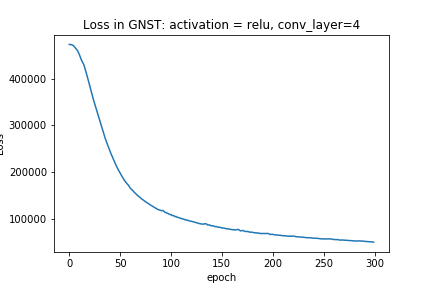 Loss in GNST: activation = relu, conv_layer=4
400000
300000
200000
100000
Loss
0 50 100 150 200 250 300
epoch